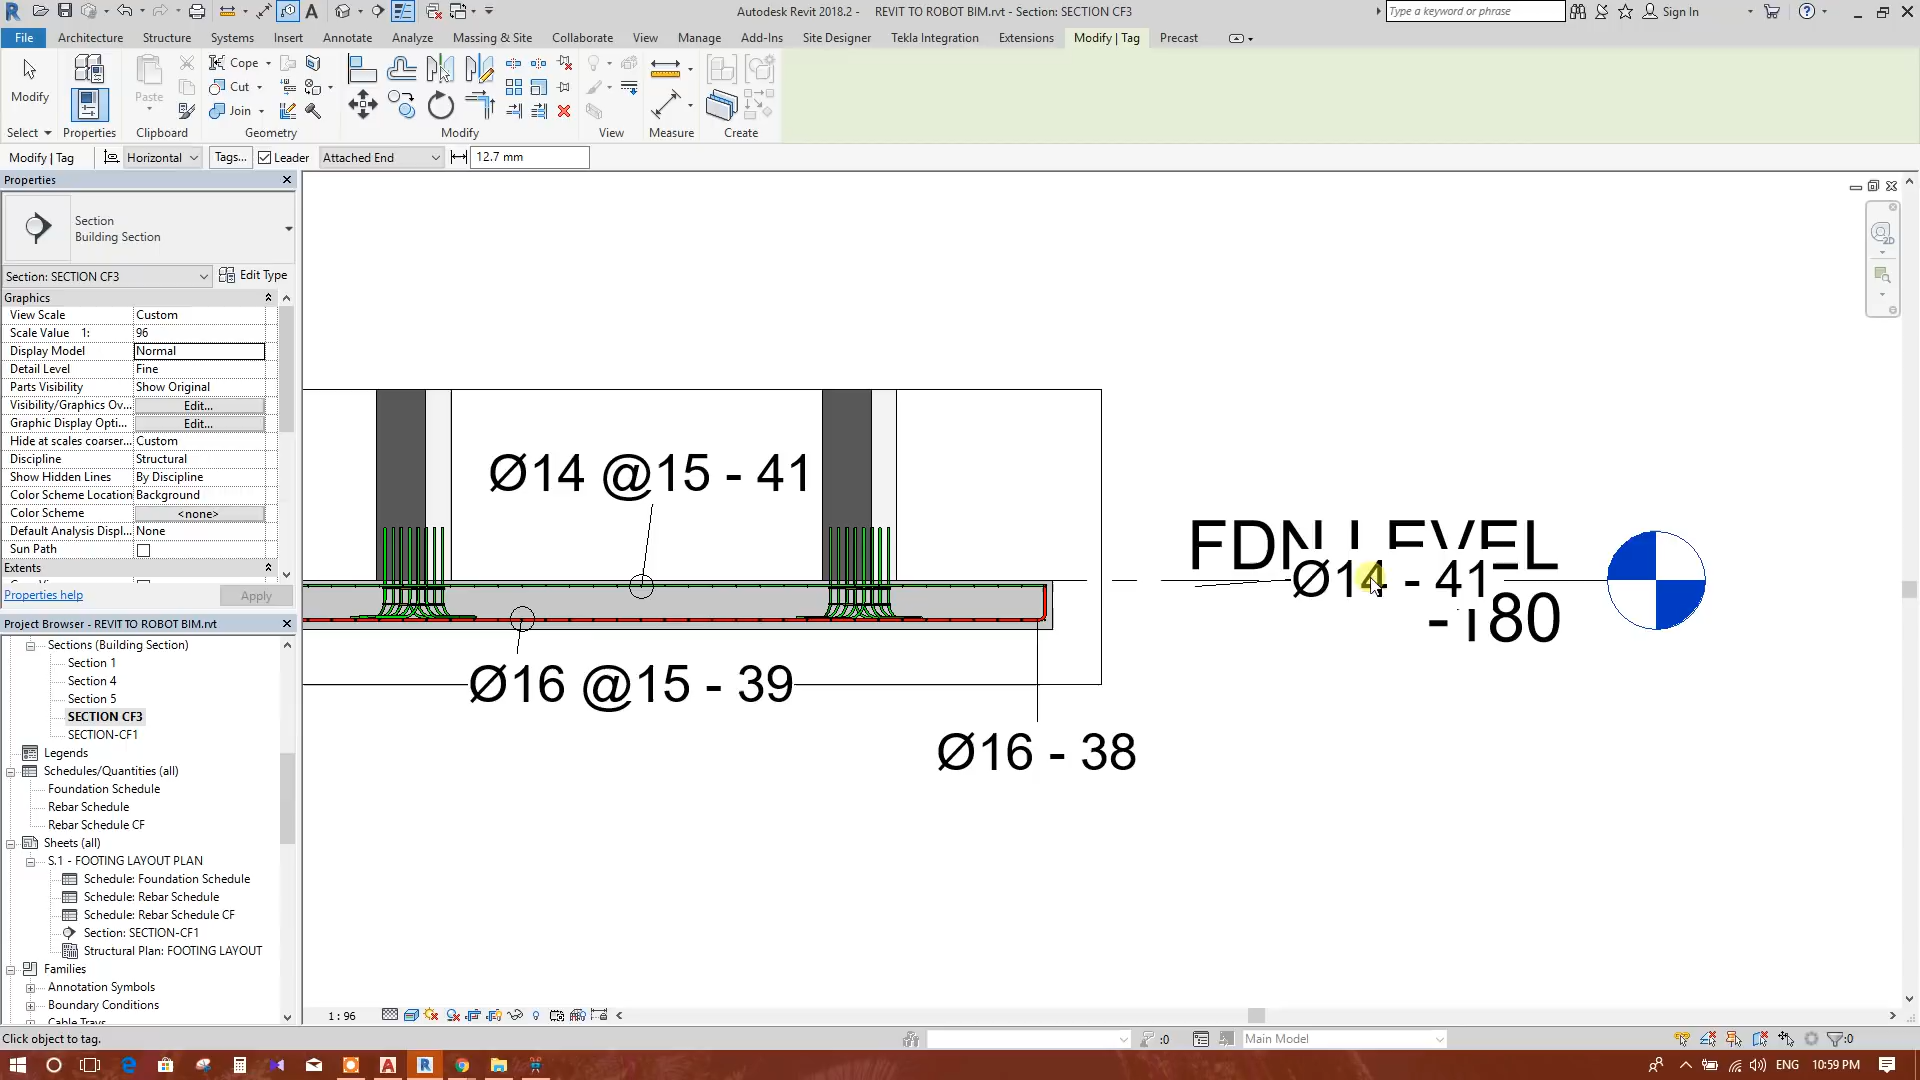 Autodesk Revit 2018.2 - REVIT TO ROBOT BIM.rvt - Section: SECTION CF3
Type a keyword or phrase
Sign In
File Architecture Structure Systems Insert Annotate Analyze Massing & Site Collaborate View Manage Add-Ins Site Designer Tekla Integration Extensions Modify | Tag Precast
Modify
Paste
Cope
Cut
Join
Select Properties Clipboard Geometry Modify View Measure Create
Modify | Tag Horizontal Tags... Leader Attached End 12.7 mm
Properties
Section
Building Section
Section: SECTION CF3 Edit Type
Graphics
View Scale Custom
Scale Value 1: 96
Display Model Normal
Detail Level Fine
Parts Visibility Show Original
Visibility/Graphics Ov... Edit...
Graphic Display Opti... Edit...
Hide at scales coarser... Custom
Discipline Structural
Show Hidden Lines By Discipline
Color Scheme Location Background
Color Scheme <none>
Default Analysis Displ... None
Sun Path
Extents
Properties help Apply
Project Browser - REVIT TO ROBOT BIM.rvt
Sections (Building Section)
Section 1
Section 4
Section 5
SECTION CF3
SECTION-CF1
Legends
Schedules/Quantities (all)
Foundation Schedule
Rebar Schedule
Rebar Schedule CF
Sheets (all)
S.1 - FOOTING LAYOUT PLAN
Schedule: Foundation Schedule
Schedule: Rebar Schedule
Schedule: Rebar Schedule CF
Section: SECTION-CF1
Structural Plan: FOOTING LAYOUT
Families
Annotation Symbols
Boundary Conditions
Cable Trays
Ø14 @15 - 41
FDN LEVEL
Ø14 - 41
-180
Ø16 @15 - 39
Ø16 - 38
1 : 96
Click object to tag.
:0
Main Model
:0
ENG 10:59 PM